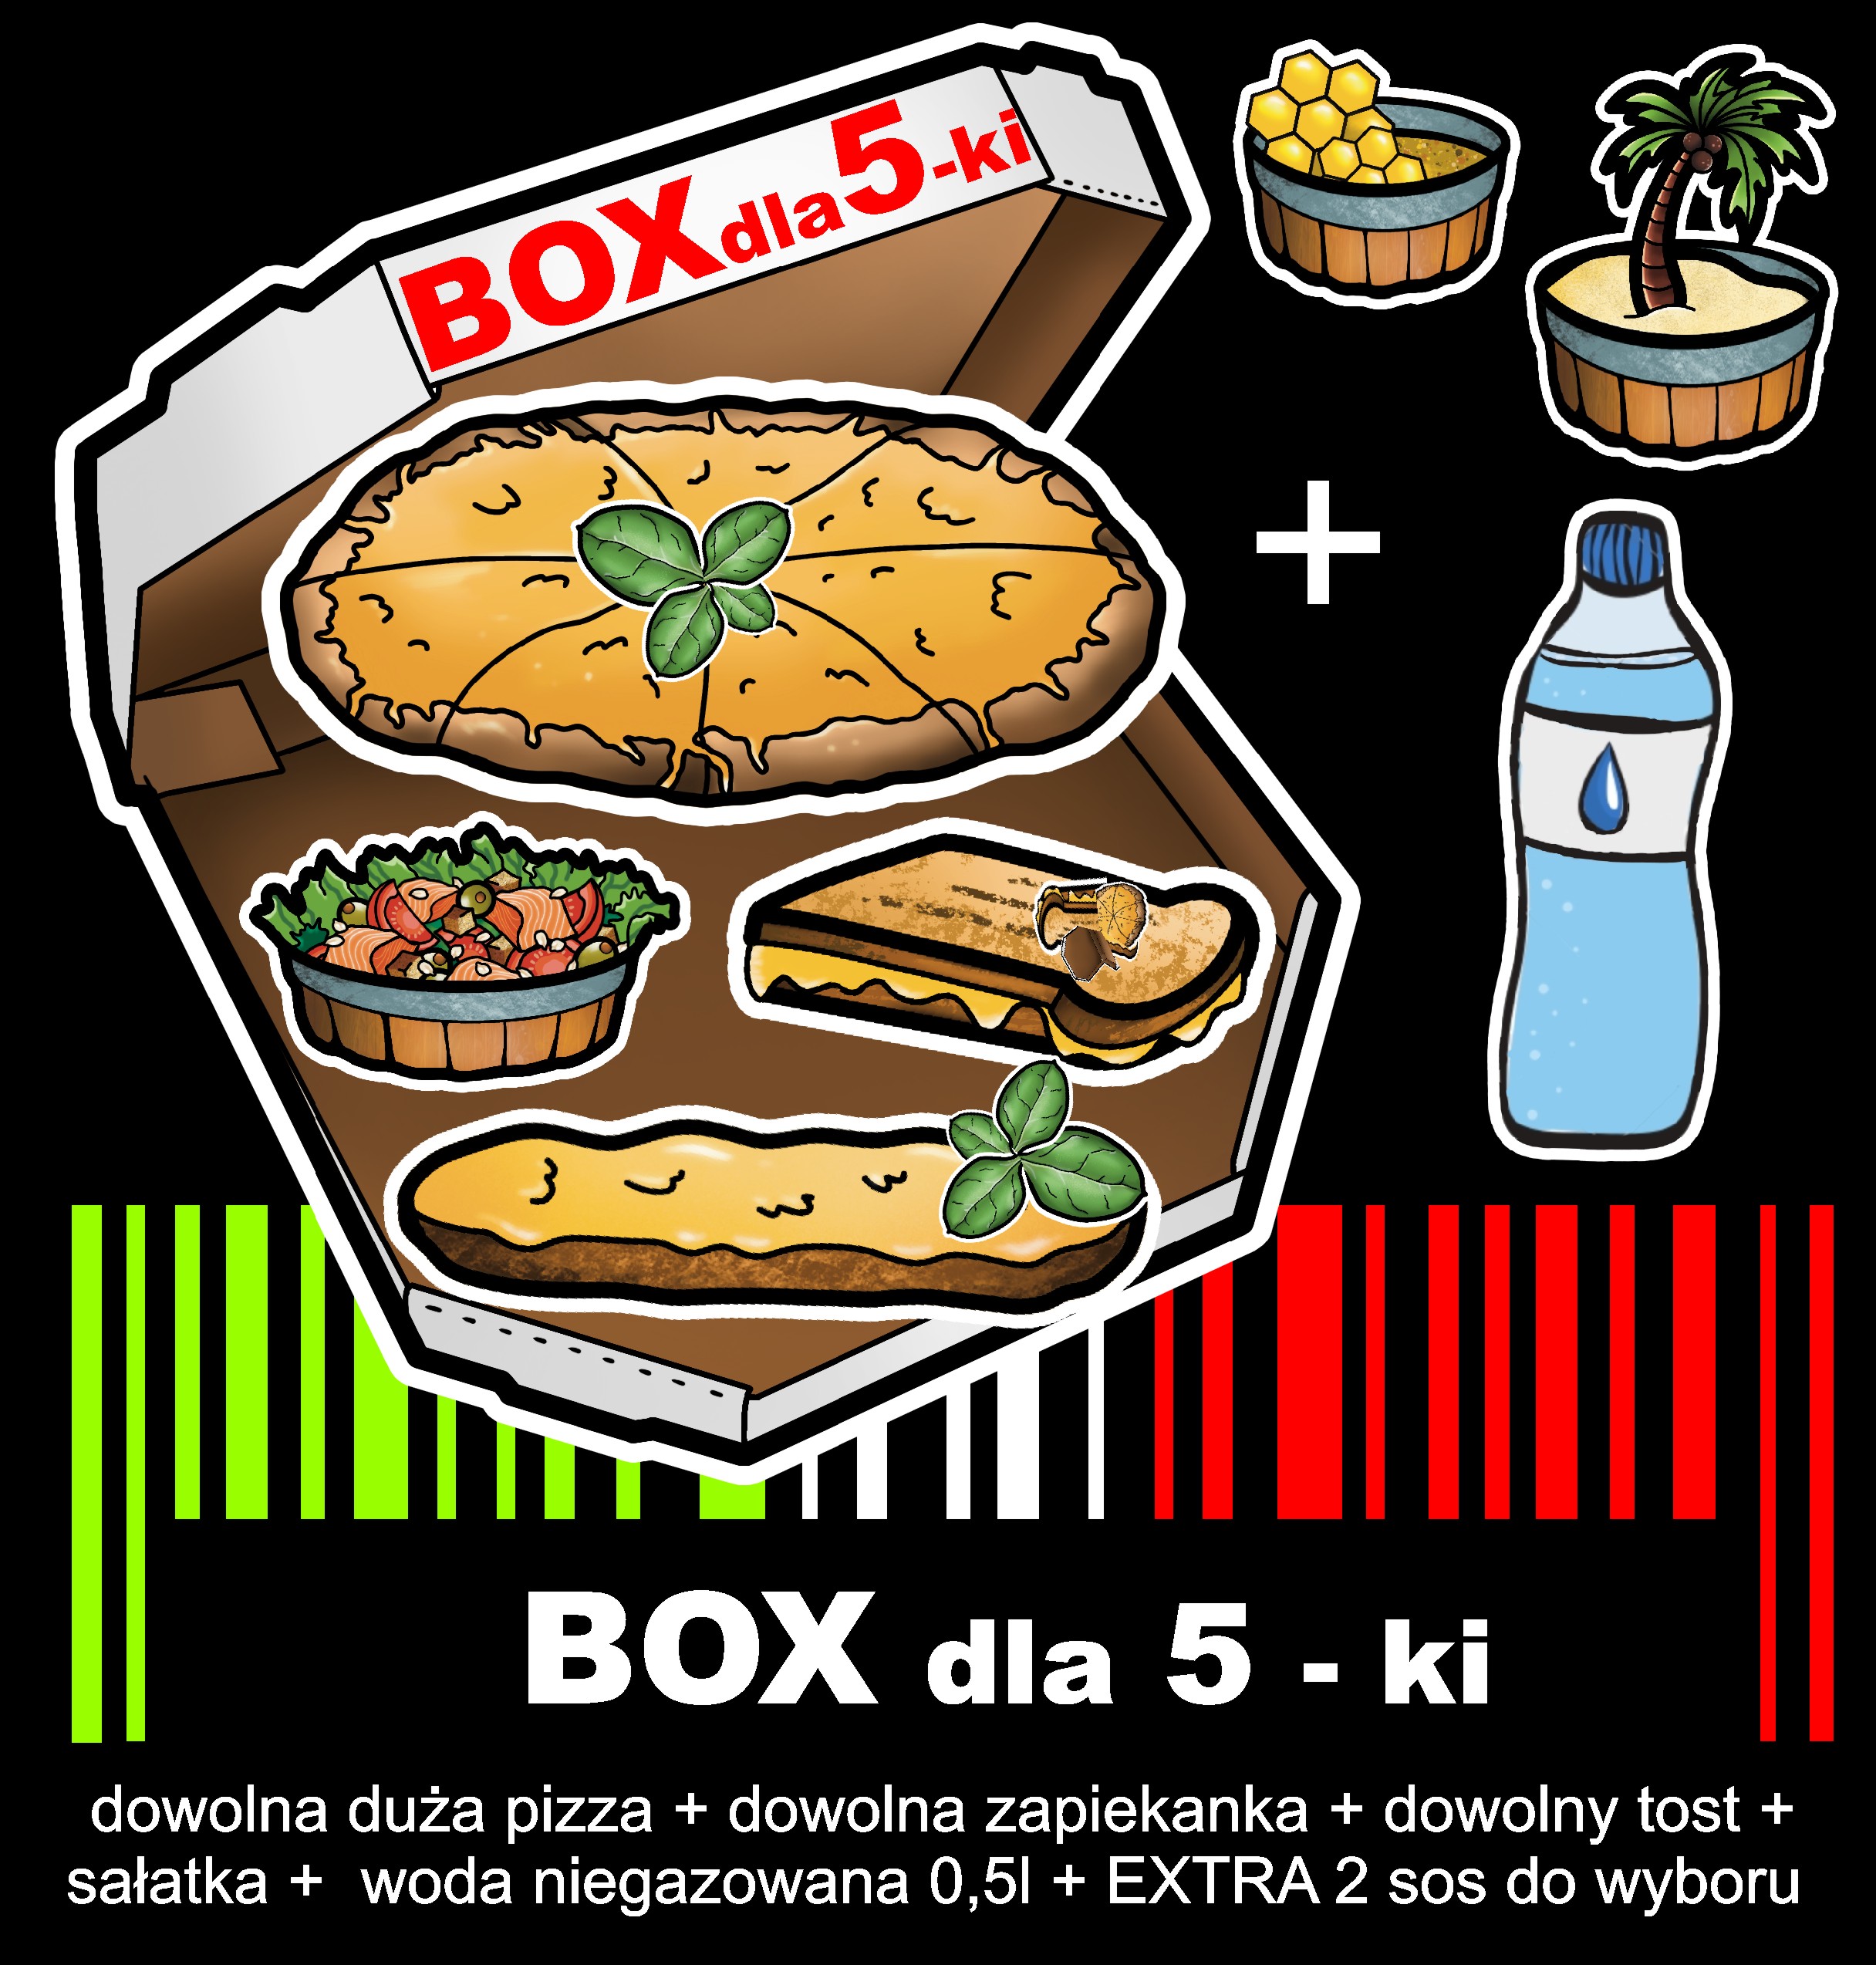 BOX dla 5-ki
BOX dla 5 - ki
dowolna duża pizza + dowolna zapiekanka + dowolny tost +
sałatka + woda niegazowana 0,5l + EXTRA 2 sos do wyboru